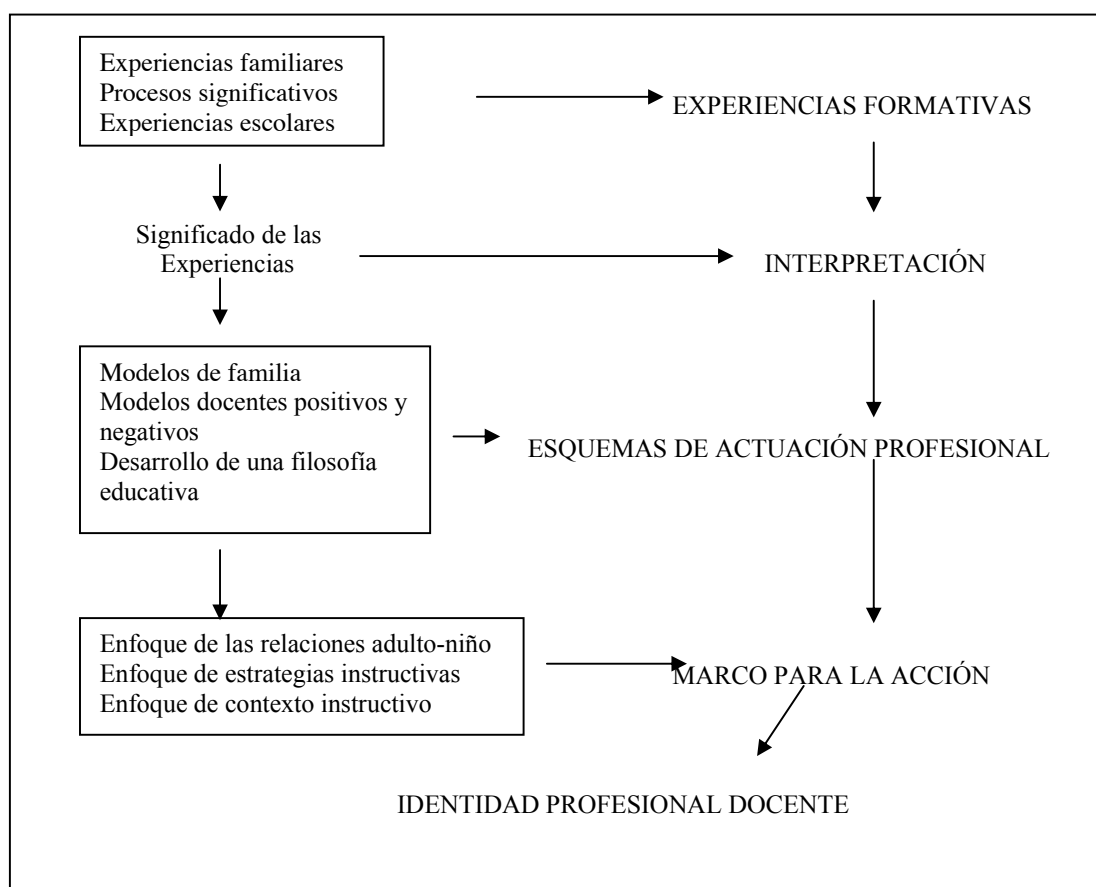 Experiencias familiares
Procesos significativos
Experiencias escolares
EXPERIENCIAS FORMATIVAS
Significado de las
Experiencias
INTERPRETACIÓN
Modelos de familia
Modelos docentes positivos y
negativos
Desarrollo de una filosofía
educativa
ESQUEMAS DE ACTUACIÓN PROFESIONAL
Enfoque de las relaciones adulto-niño
Enfoque de estrategias instructivas
Enfoque de contexto instructivo
MARCO PARA LA ACCIÓN
IDENTIDAD PROFESIONAL DOCENTE